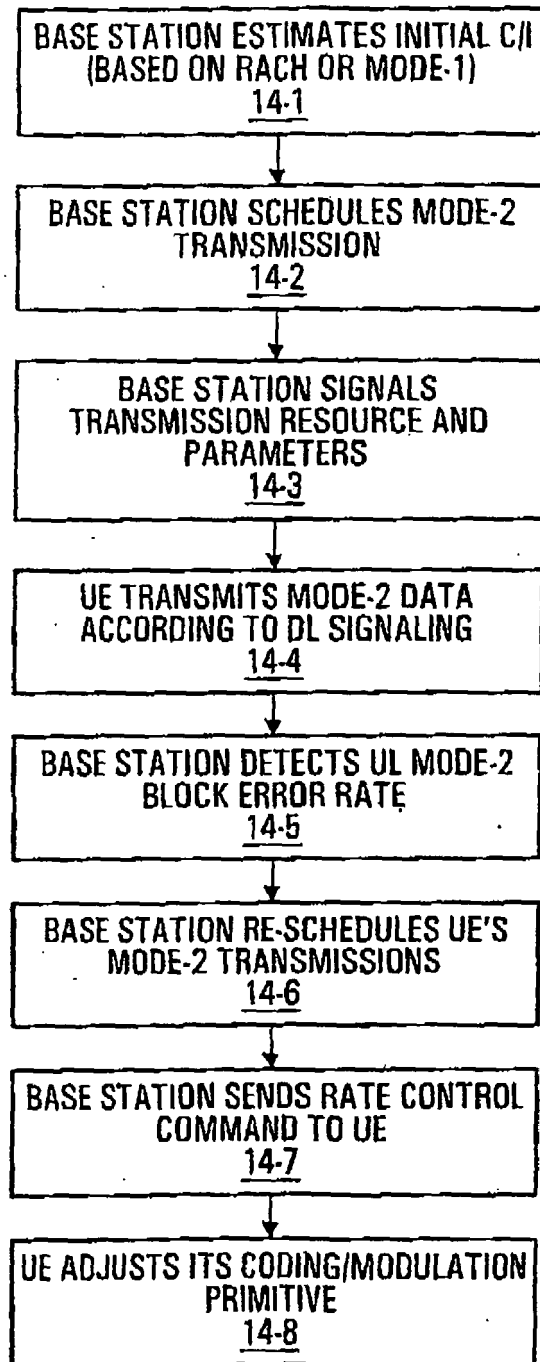 BASE STATION ESTIMATES INITIAL C/I
(BASED ON RACH OR MODE-1)
14-1
BASE STATION SCHEDULES MODE-2
TRANSMISSION
14-2
BASE STATION SIGNALS
TRANSMISSION RESOURCE AND
PARAMETERS
14-3
UE TRANSMITS MODE-2 DATA
ACCORDING TO DL SIGNALING
14-4
BASE STATION DETECTS UL MODE-2
BLOCK ERROR RATE
14-5
BASE STATION RE-SCHEDULES UE'S
MODE-2 TRANSMISSIONS
14-6
BASE STATION SENDS RATE CONTROL
COMMAND TO UE
14-7
UE ADJUSTS ITS CODING/MODULATION
PRIMITIVE
14-8